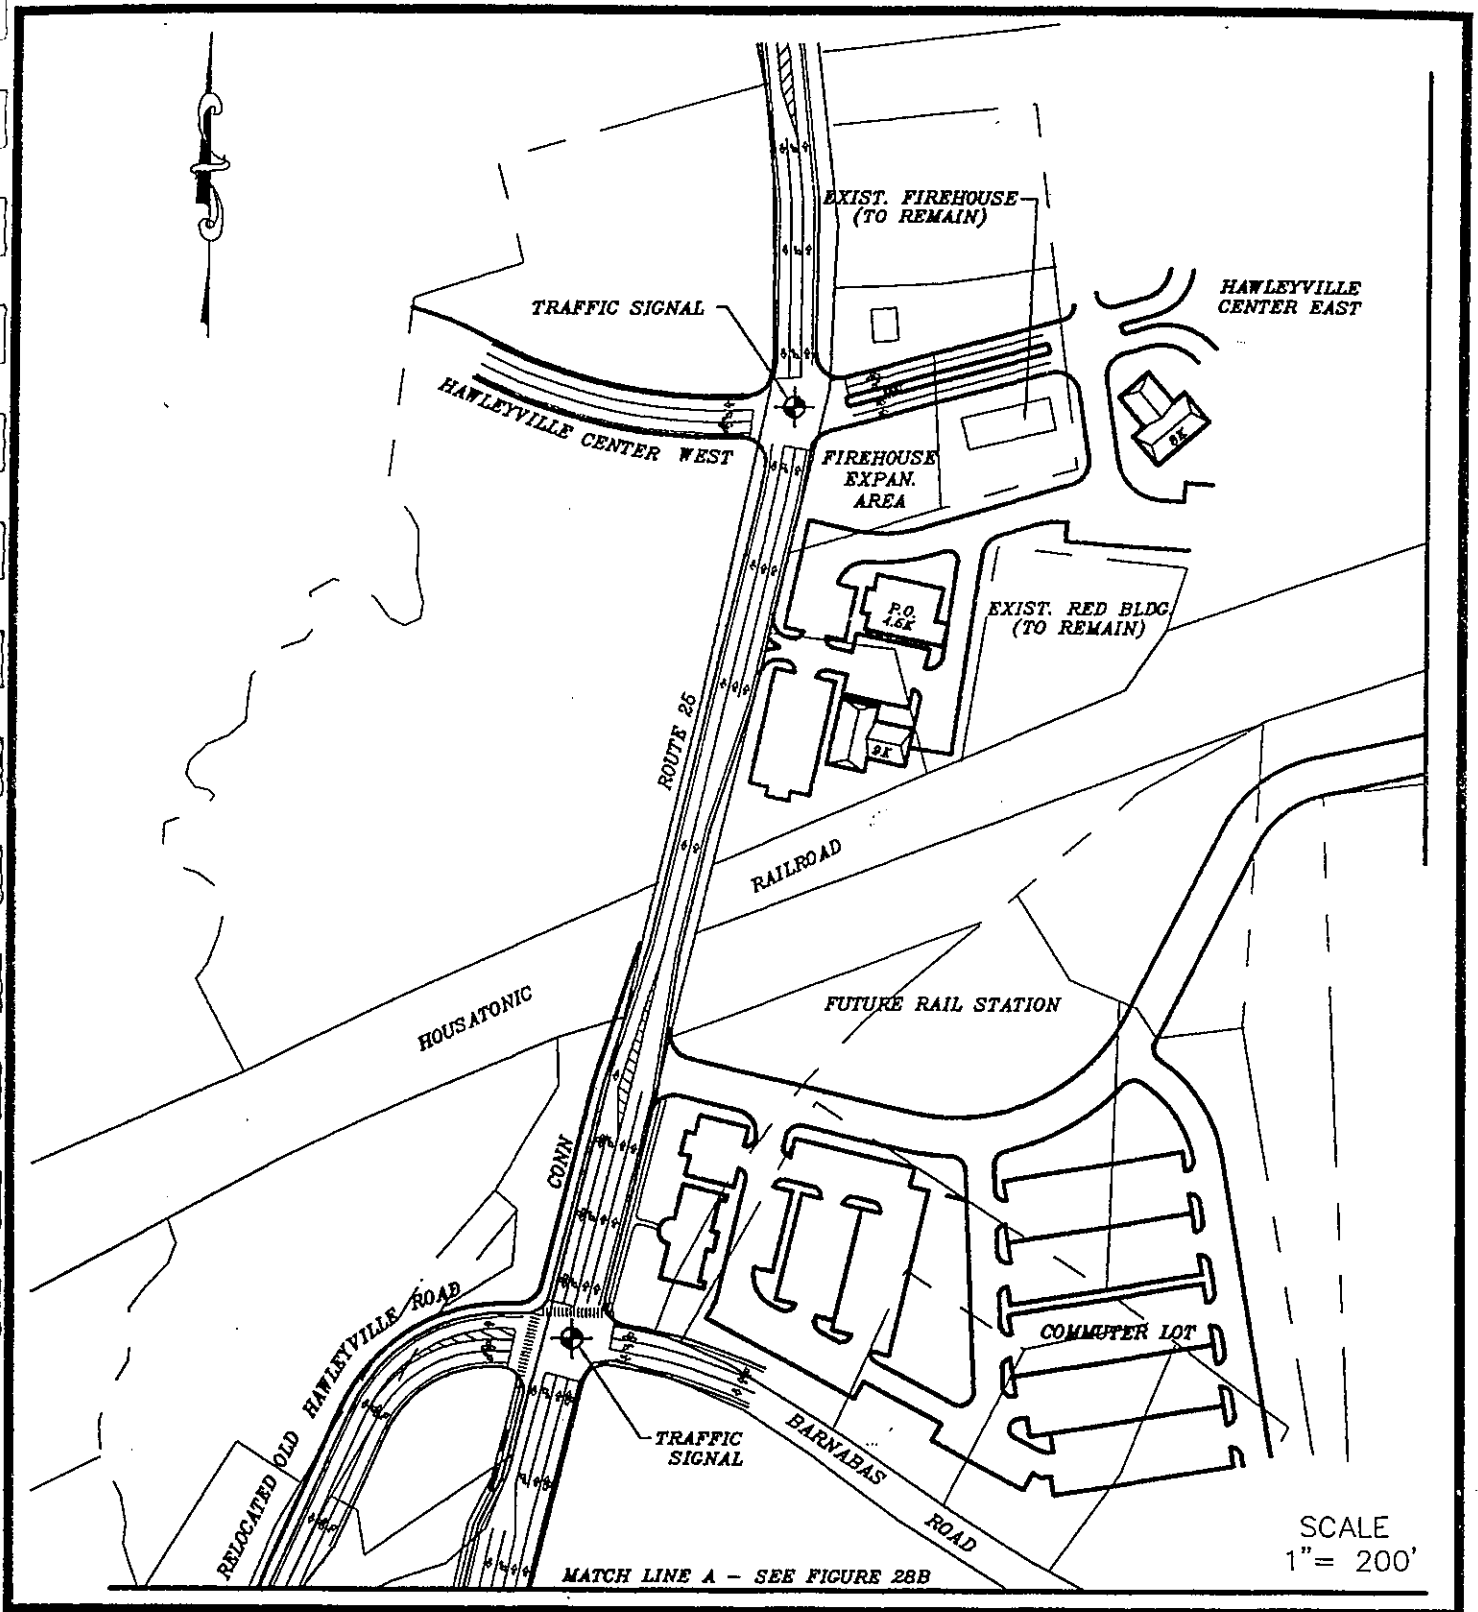 EXIST. FIREHOUSE
(TO REMAIN)
HAWLEYVILLE
CENTER EAST
TRAFFIC SIGNAL
HAWLEYVILLE CENTER WEST
8K
FIREHOUSE
EXPAN.
AREA
P.O.
4.6K
EXIST. RED BLDG.
(TO REMAIN)
9K
CONN ROUTE 25
HOUSATONIC RAILROAD
FUTURE RAIL STATION
RELOCATED OLD HAWLEYVILLE ROAD
COMMUTER LOT
TRAFFIC
SIGNAL
BARNABAS ROAD
SCALE
1"= 200'
MATCH LINE A - SEE FIGURE 28B